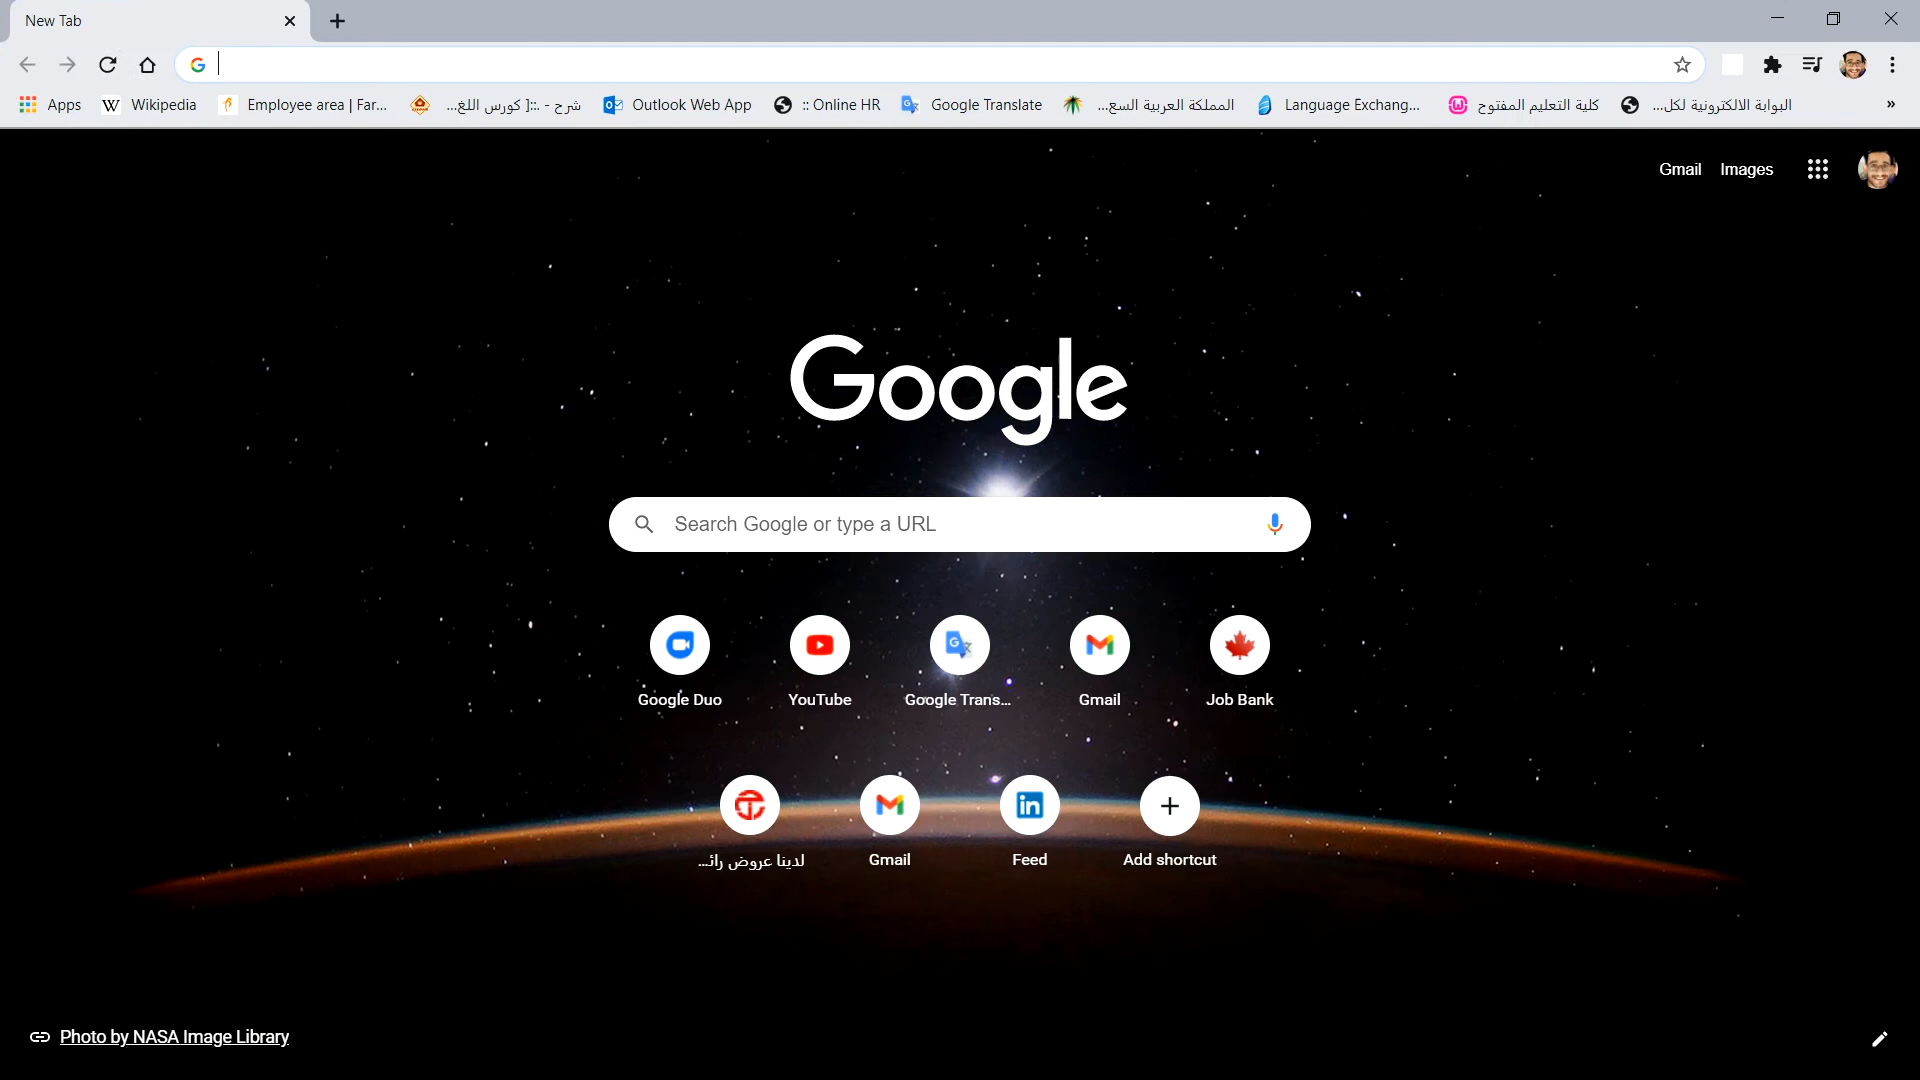 New Tab
Apps
Wikipedia
Employee area | Far...
شرح - .::[ كورس اللغ...
Outlook Web App
:: Online HR
Google Translate
المملكة العربية السع...
Language Exchang...
كلية التعليم المفتوح
البوابة الالكترونية لكل...
»
Gmail
Images
Google
Search Google or type a URL
Google Duo
YouTube
Google Trans...
Gmail
Job Bank
لدينا عروض رائ...
Gmail
Feed
Add shortcut
Photo by NASA Image Library